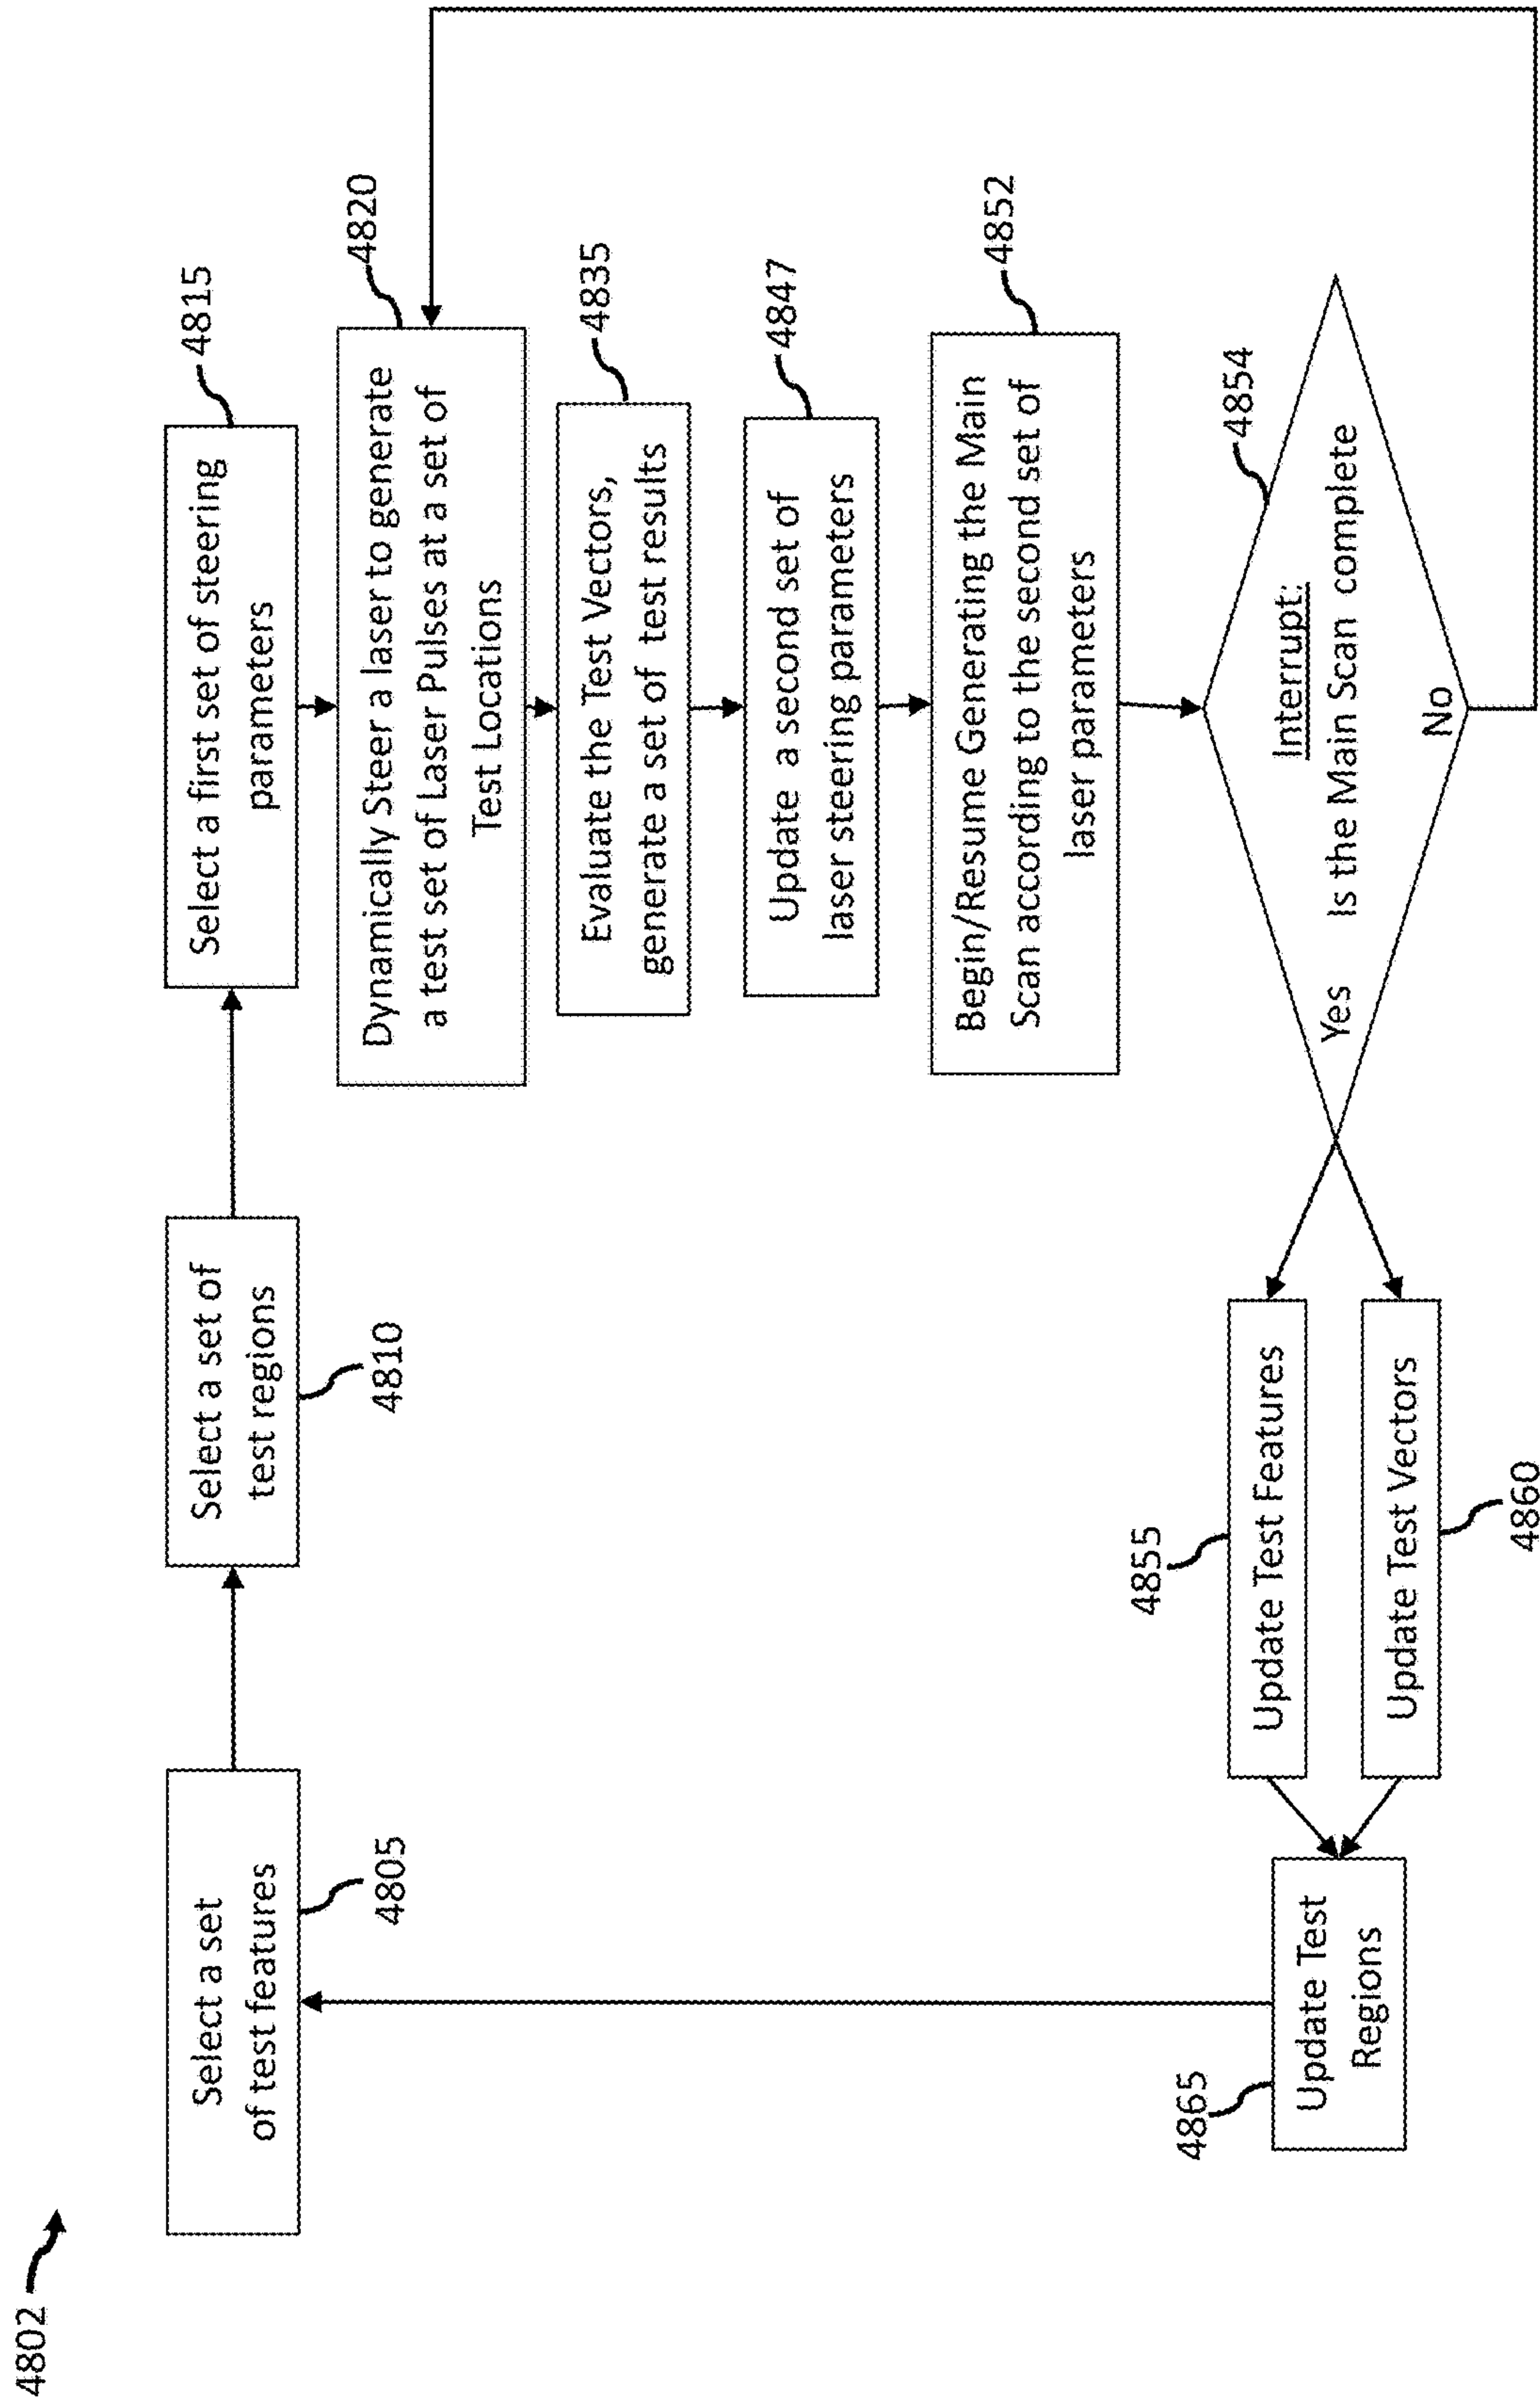 4802
Select a set
of test features
4805
Select a set of
test regions
4810
Select a first set of steering
parameters
4815
Dynamically Steer a laser to generate
a test set of Laser Pulses at a set of
Test Locations
4820
Evaluate the Test Vectors,
generate a set of test results
4835
Update a second set of
laser steering parameters
4847
Begin/Resume Generating the Main
Scan according to the second set of
laser parameters
4852
Interrupt:
Yes Is the Main Scan complete
No
4854
4855
Update Test Features
Update Test Vectors
4860
4865
Update Test
Regions